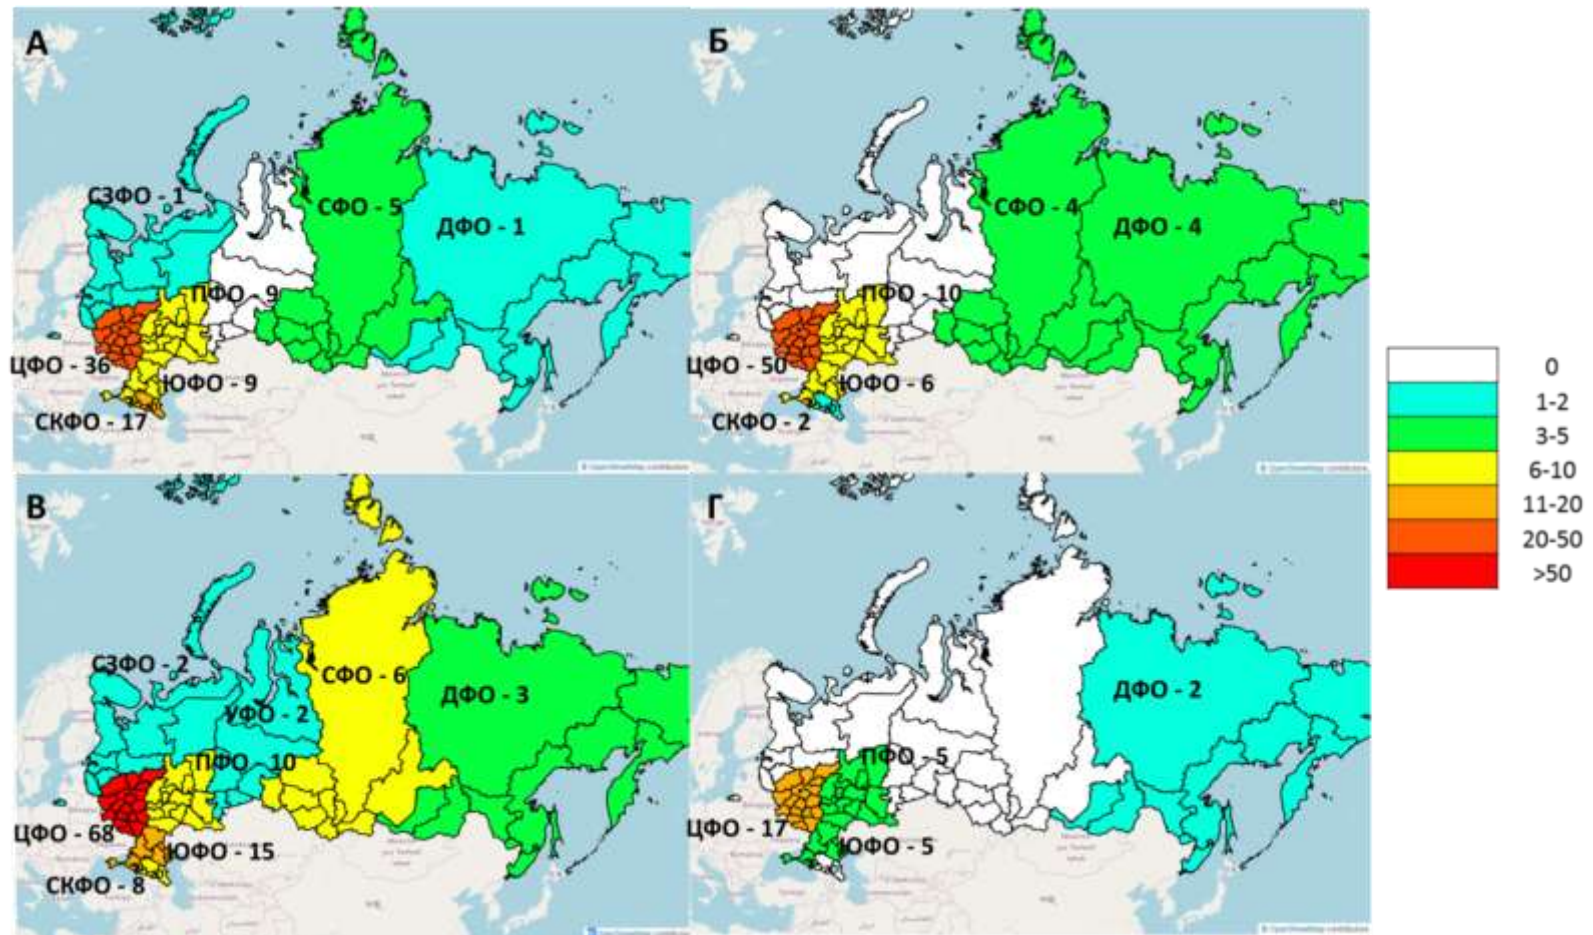 А
СЗФО - 1
СФО - 5
ДФО - 1
ПФО - 9
ЦФО - 36
ЮФО - 9
СКФО - 17
Б
СФО - 4
ДФО - 4
ПФО - 10
ЦФО - 50
ЮФО - 6
СКФО - 2
В
СЗФО - 2
СФО - 6
ДФО - 3
УФО - 2
ПФО - 10
ЦФО - 68
ЮФО - 15
СКФО - 8
Г
ДФО - 2
ПФО - 5
ЦФО - 17
ЮФО - 5
0
1-2
3-5
6-10
11-20
20-50
>50